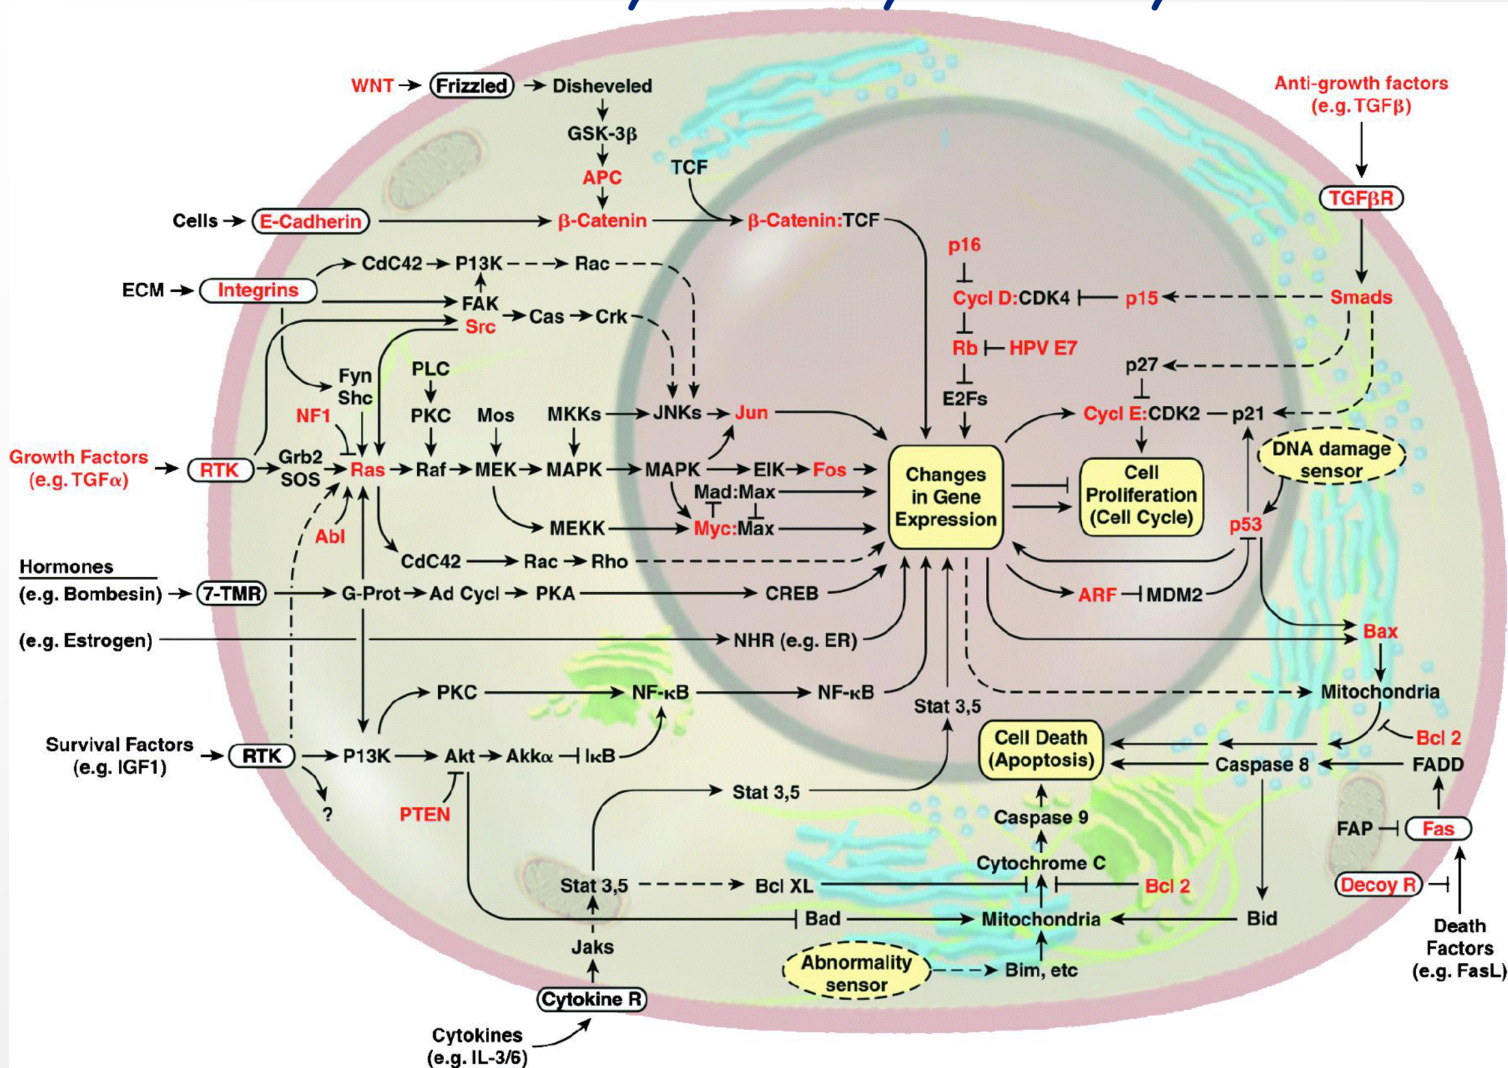 WNT
Frizzled
Disheveled
GSK-3β
APC
TCF
Cells
E-Cadherin
β-Catenin
β-Catenin:TCF
Anti-growth factors
(e.g. TGFβ)
TGFβR
CdC42
P13K
Rac
ECM
Integrins
FAK
Src
Cas
Crk
p16
Cycl D:CDK4
p15
Smads
Rb
HPV E7
E2Fs
p27
Cycl E:CDK2
p21
DNA damage
sensor
Fyn
Shc
NF1
PLC
PKC
Mos
MKKs
JNKs
Jun
Growth Factors
(e.g. TGFα)
RTK
Grb2
SOS
Ras
Raf
MEK
MAPK
MAPK
ElK
Fos
Mad:Max
Changes
in Gene
Expression
Cell
Proliferation
(Cell Cycle)
p53
Abl
MEKK
Myc:Max
CdC42
Rac
Rho
Hormones
(e.g. Bombesin)
7-TMR
G-Prot
Ad Cycl
PKA
CREB
ARF
MDM2
(e.g. Estrogen)
NHR (e.g. ER)
Bax
PKC
NF-κB
NF-κB
Stat 3,5
Mitochondria
Survival Factors
(e.g. IGF1)
RTK
P13K
Akt
Akkα
IκB
Cell Death
(Apoptosis)
Bcl 2
Caspase 8
FADD
?
PTEN
Stat 3,5
Caspase 9
FAP
Fas
Cytochrome C
Stat 3,5
Bcl XL
Bcl 2
Decoy R
Bad
Mitochondria
Bid
Death
Factors
(e.g. FasL)
Jaks
Abnormality
sensor
Bim, etc
Cytokine R
Cytokines
(e.g. IL-3/6)